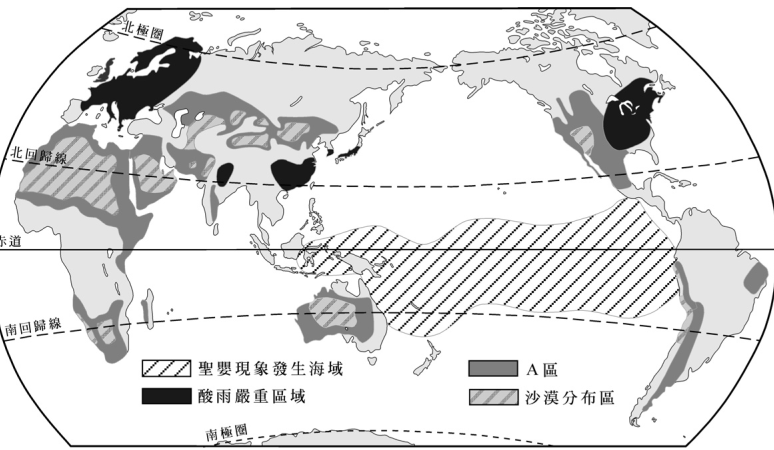 北極圈
北回歸線
赤道
南回歸線
聖嬰現象發生海域
A區
酸雨嚴重區域
沙漠分布區
南極圈